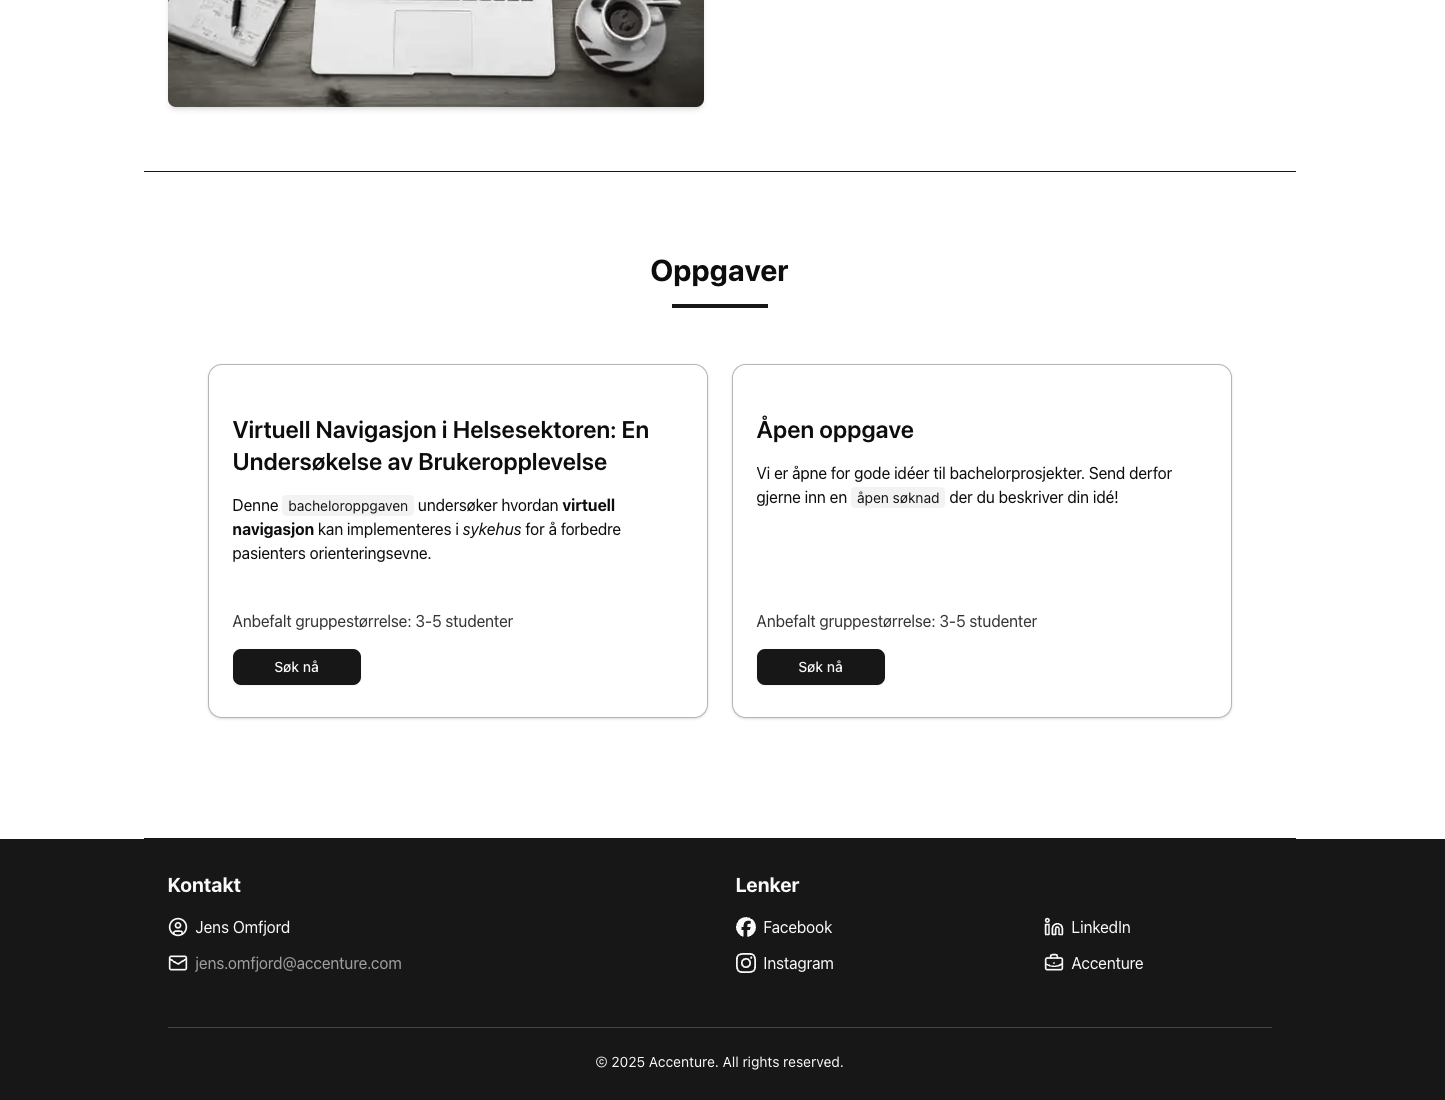 Oppgaver
Virtuell Navigasjon i Helsesektoren: En
Undersøkelse av Brukeropplevelse
Denne bacheloroppgaven undersøker hvordan virtuell
navigasjon kan implementeres i sykehus for å forbedre
pasienters orienteringsevne.
Anbefalt gruppestørrelse: 3-5 studenter
Søk nå
Åpen oppgave
Vi er åpne for gode idéer til bachelorprosjekter. Send derfor
gjerne inn en åpen søknad der du beskriver din idé!
Anbefalt gruppestørrelse: 3-5 studenter
Søk nå
Kontakt
Jens Omfjord
jens.omfjord@accenture.com
Lenker
Facebook
LinkedIn
Instagram
Accenture
© 2025 Accenture. All rights reserved.